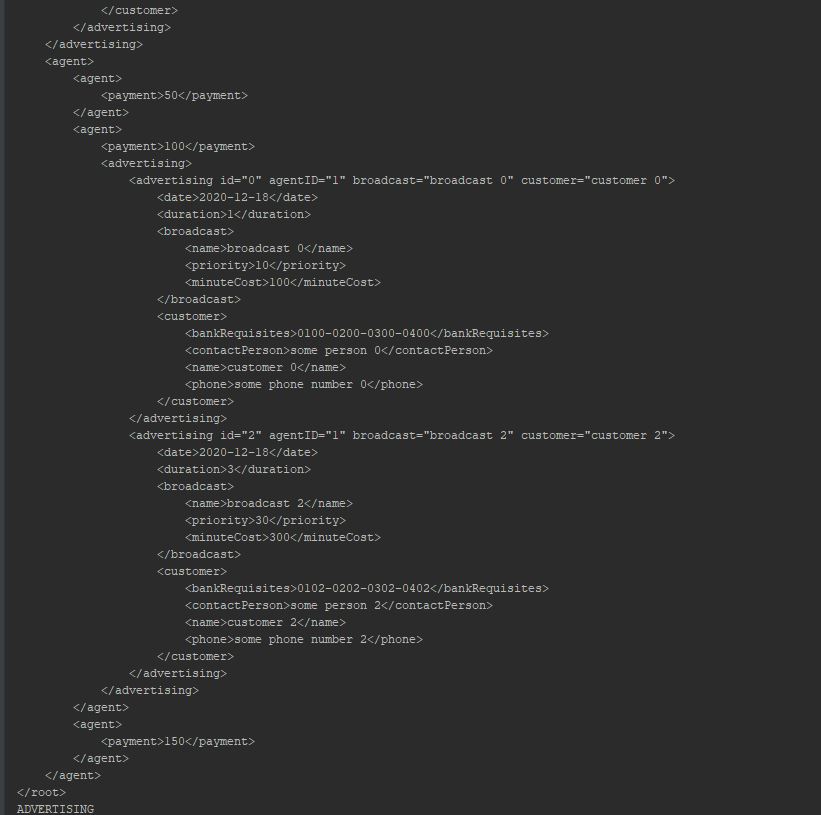 </customer>
</advertising>
</advertising>
<agent>
<agent>
<payment>50</payment>
</agent>
<agent>
<payment>100</payment>
<advertising>
<advertising id="0" agentID="1" broadcast="broadcast 0" customer="customer 0">
<date>2020-12-18</date>
<duration>1</duration>
<broadcast>
<name>broadcast 0</name>
<priority>10</priority>
<minuteCost>100</minuteCost>
</broadcast>
<customer>
<bankRequisites>0100-0200-0300-0400</bankRequisites>
<contactPerson>some person 0</contactPerson>
<name>customer 0</name>
<phone>some phone number 0</phone>
</customer>
</advertising>
<advertising id="2" agentID="1" broadcast="broadcast 2" customer="customer 2">
<date>2020-12-18</date>
<duration>3</duration>
<broadcast>
<name>broadcast 2</name>
<priority>30</priority>
<minuteCost>300</minuteCost>
</broadcast>
<customer>
<bankRequisites>0102-0202-0302-0402</bankRequisites>
<contactPerson>some person 2</contactPerson>
<name>customer 2</name>
<phone>some phone number 2</phone>
</customer>
</advertising>
</advertising>
</agent>
<agent>
<payment>150</payment>
</agent>
</agent>
</root>
ADVERTISING